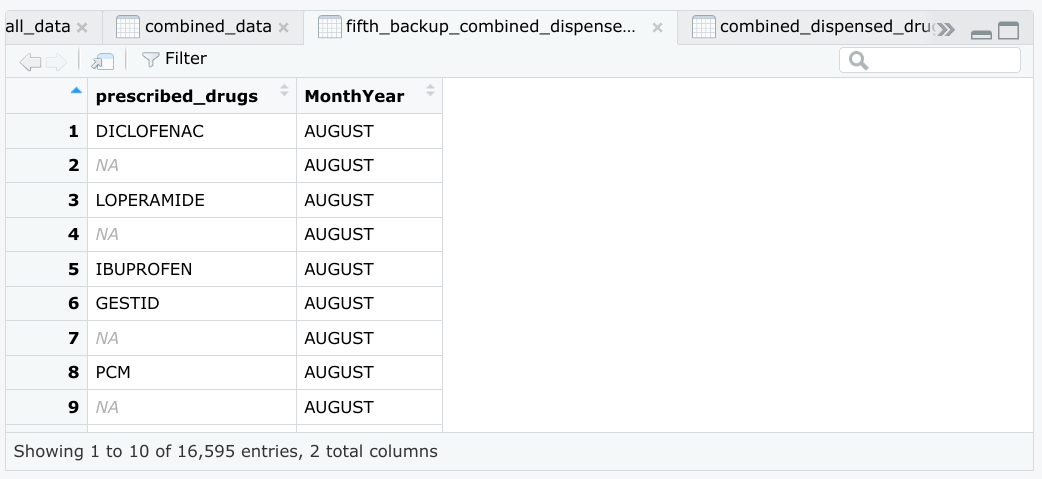 all_data combined_data fifth_backup_combined_dispense... combined_dispensed_dru
Filter
prescribed_drugs MonthYear
1 DICLOFENAC AUGUST
2 NA AUGUST
3 LOPERAMIDE AUGUST
4 NA AUGUST
5 IBUPROFEN AUGUST
6 GESTID AUGUST
7 NA AUGUST
8 PCM AUGUST
9 NA AUGUST
Showing 1 to 10 of 16,595 entries, 2 total columns